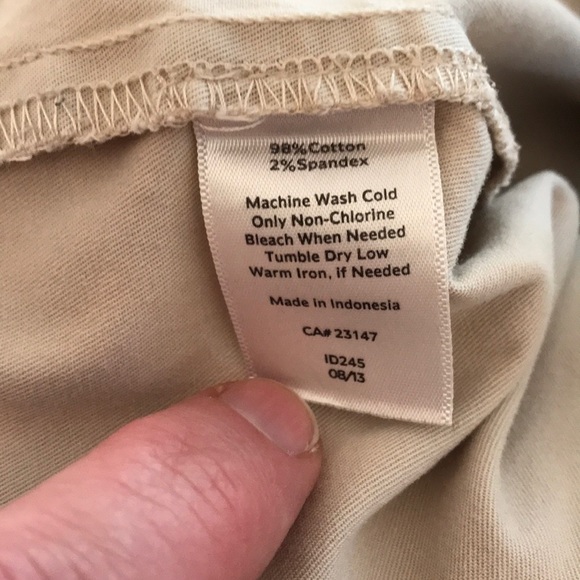 98%Cotton
2%Spandex
Machine Wash Cold
Only Non-Chlorine
Bleach When Needed
Tumble Dry Low
Warm Iron, if Needed
Made in Indonesia
CA# 23147
ID245
08/13